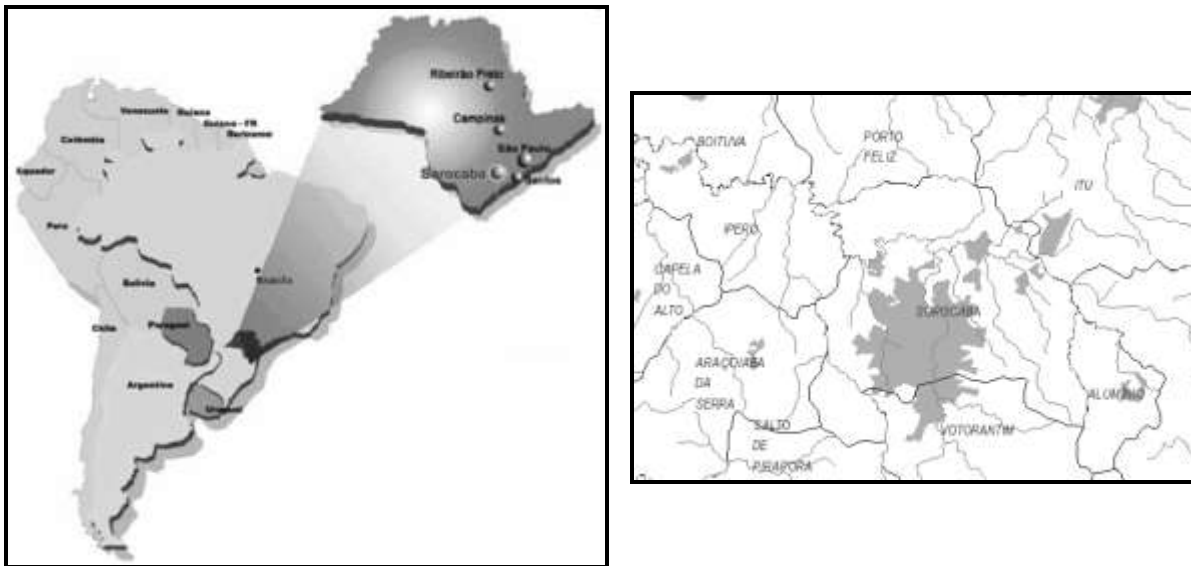 Ribeirão Preto
Campinas
São Paulo
Sorocaba
Santos
Venezuela
Guiana
Guiana - FR
Suriname
Colômbia
Equador
Peru
Brasília
Bolívia
Paraguai
Chile
Argentina
Uruguai
BOITUVA
PORTO
FELIZ
ITU
IPERÓ
CAPELA
DO
ALTO
SOROCABA
ARAÇOIABA
DA
SERRA
ALUMÍNIO
SALTO
DE
PIRAPORA
VOTORANTIM